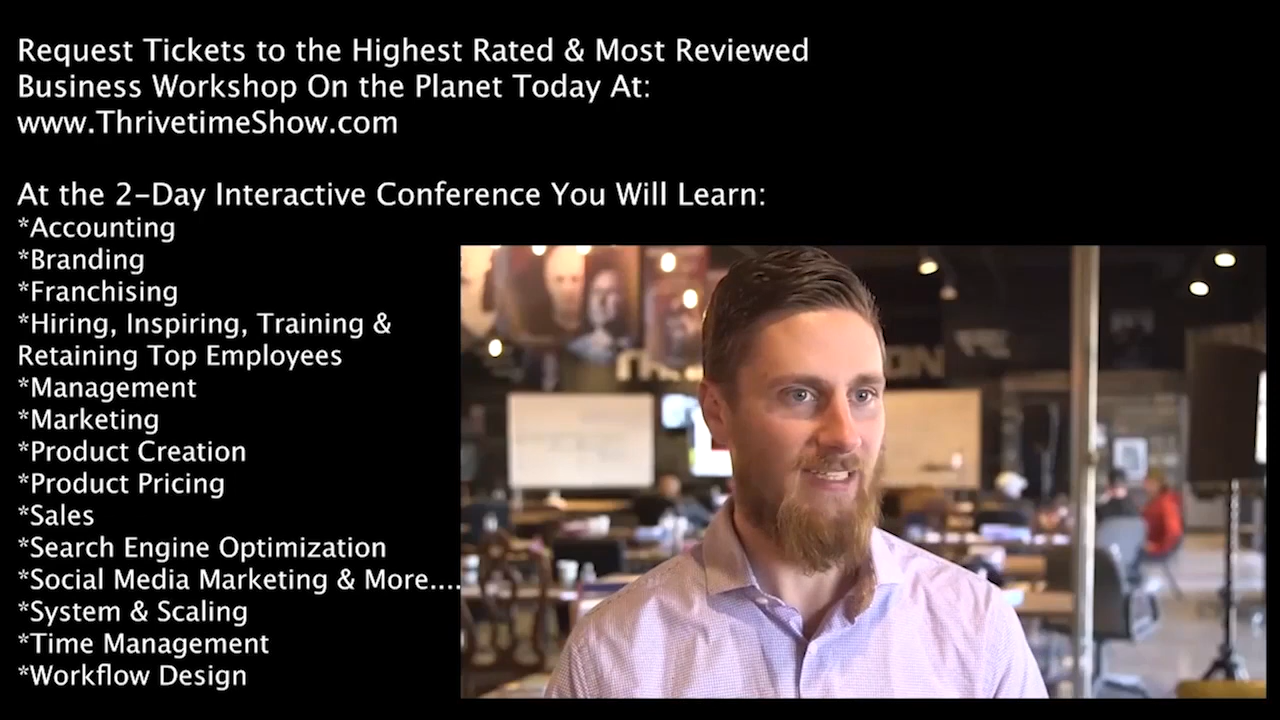 Request Tickets to the Highest Rated & Most Reviewed
Business Workshop On the Planet Today At:
www.ThrivetimeShow.com
At the 2-Day Interactive Conference You Will Learn:
*Accounting
*Branding
*Franchising
*Hiring, Inspiring, Training &
Retaining Top Employees
*Management
*Marketing
*Product Creation
*Product Pricing
*Sales
*Search Engine Optimization
*Social Media Marketing & More....
*System & Scaling
*Time Management
*Workflow Design